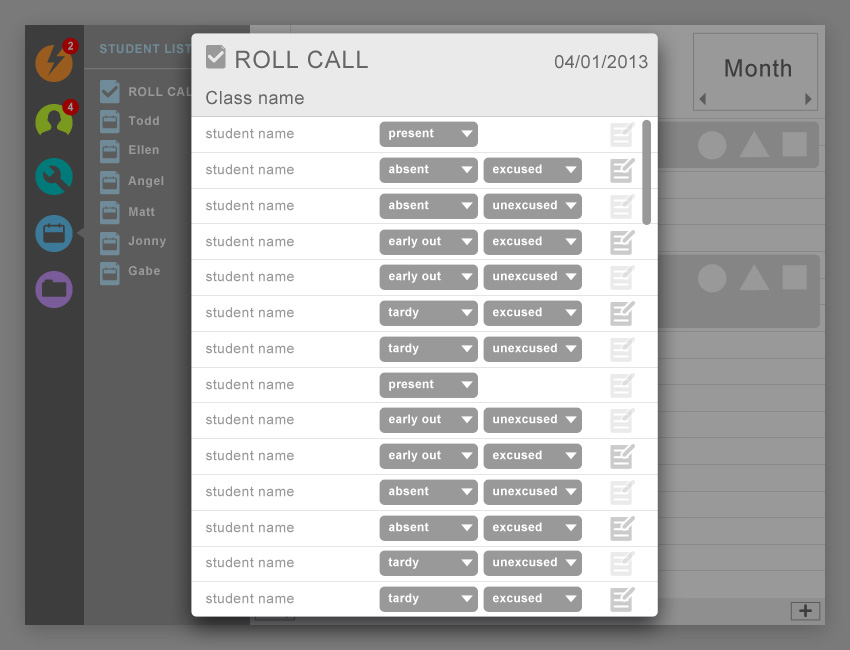 2
STUDENT LIST
ROLL CAL
4
Todd
Ellen
Angel
Matt
Jonny
Gabe
ROLL CALL
04/01/2013
Class name
student name present
student name absent excused
student name absent unexcused
student name early out excused
student name early out unexcused
student name tardy excused
student name tardy unexcused
student name present
student name early out unexcused
student name early out excused
student name absent unexcused
student name absent excused
student name tardy unexcused
student name tardy excused
Month